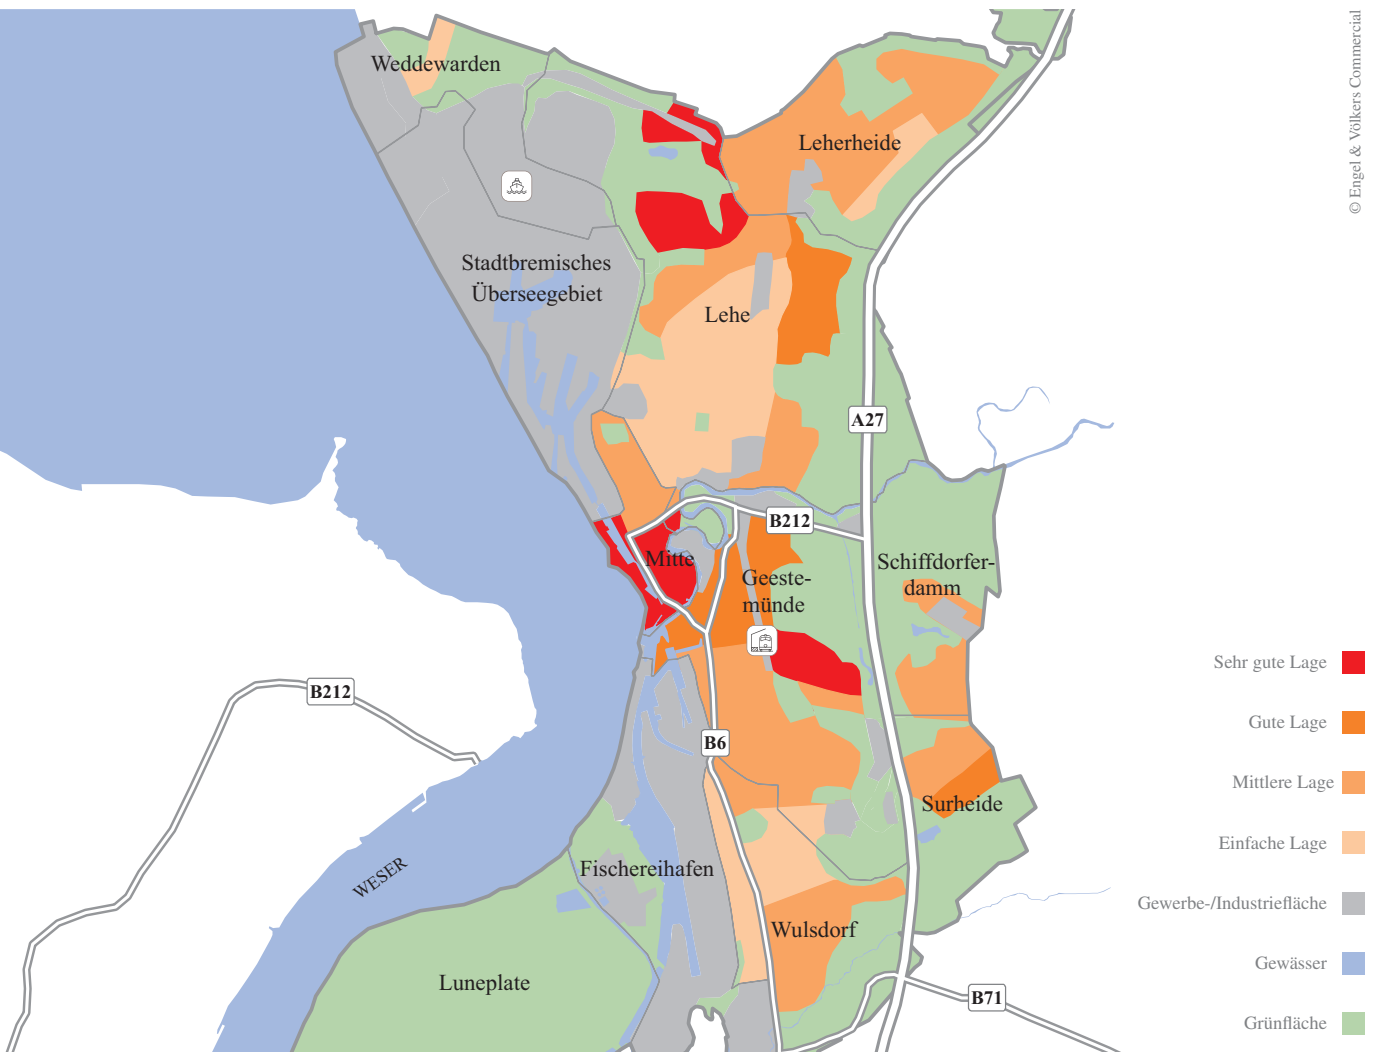 © Engel & Völkers Commercial
Weddewarden
Leherheide
Stadtbremisches
Überseegebiet
Lehe
A27
B212
Mitte
Geeste-
münde
Schiffdorfer-
damm
B212
B6
Surheide
WESER
Fischereihafen
Wulsdorf
Luneplate
B71
Sehr gute Lage
Gute Lage
Mittlere Lage
Einfache Lage
Gewerbe-/Industriefläche
Gewässer
Grünfläche